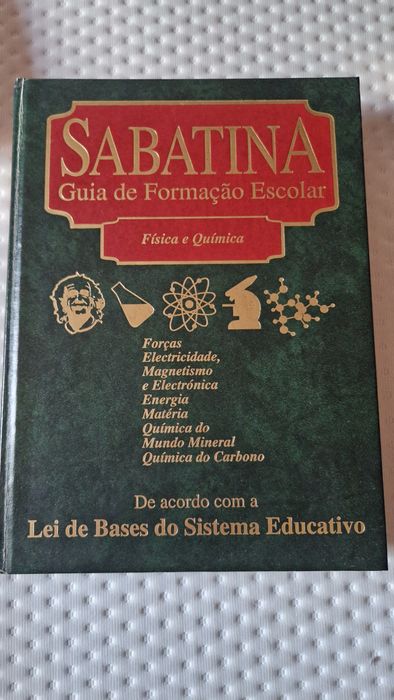 SABATINA
Guia de Formação Escolar
Física e Química
Forças
Electricidade,
Magnetismo
e Electrónica
Energia
Matéria
Química do
Mundo Mineral
Química do Carbono
De acordo com a
Lei de Bases do Sistema Educativo